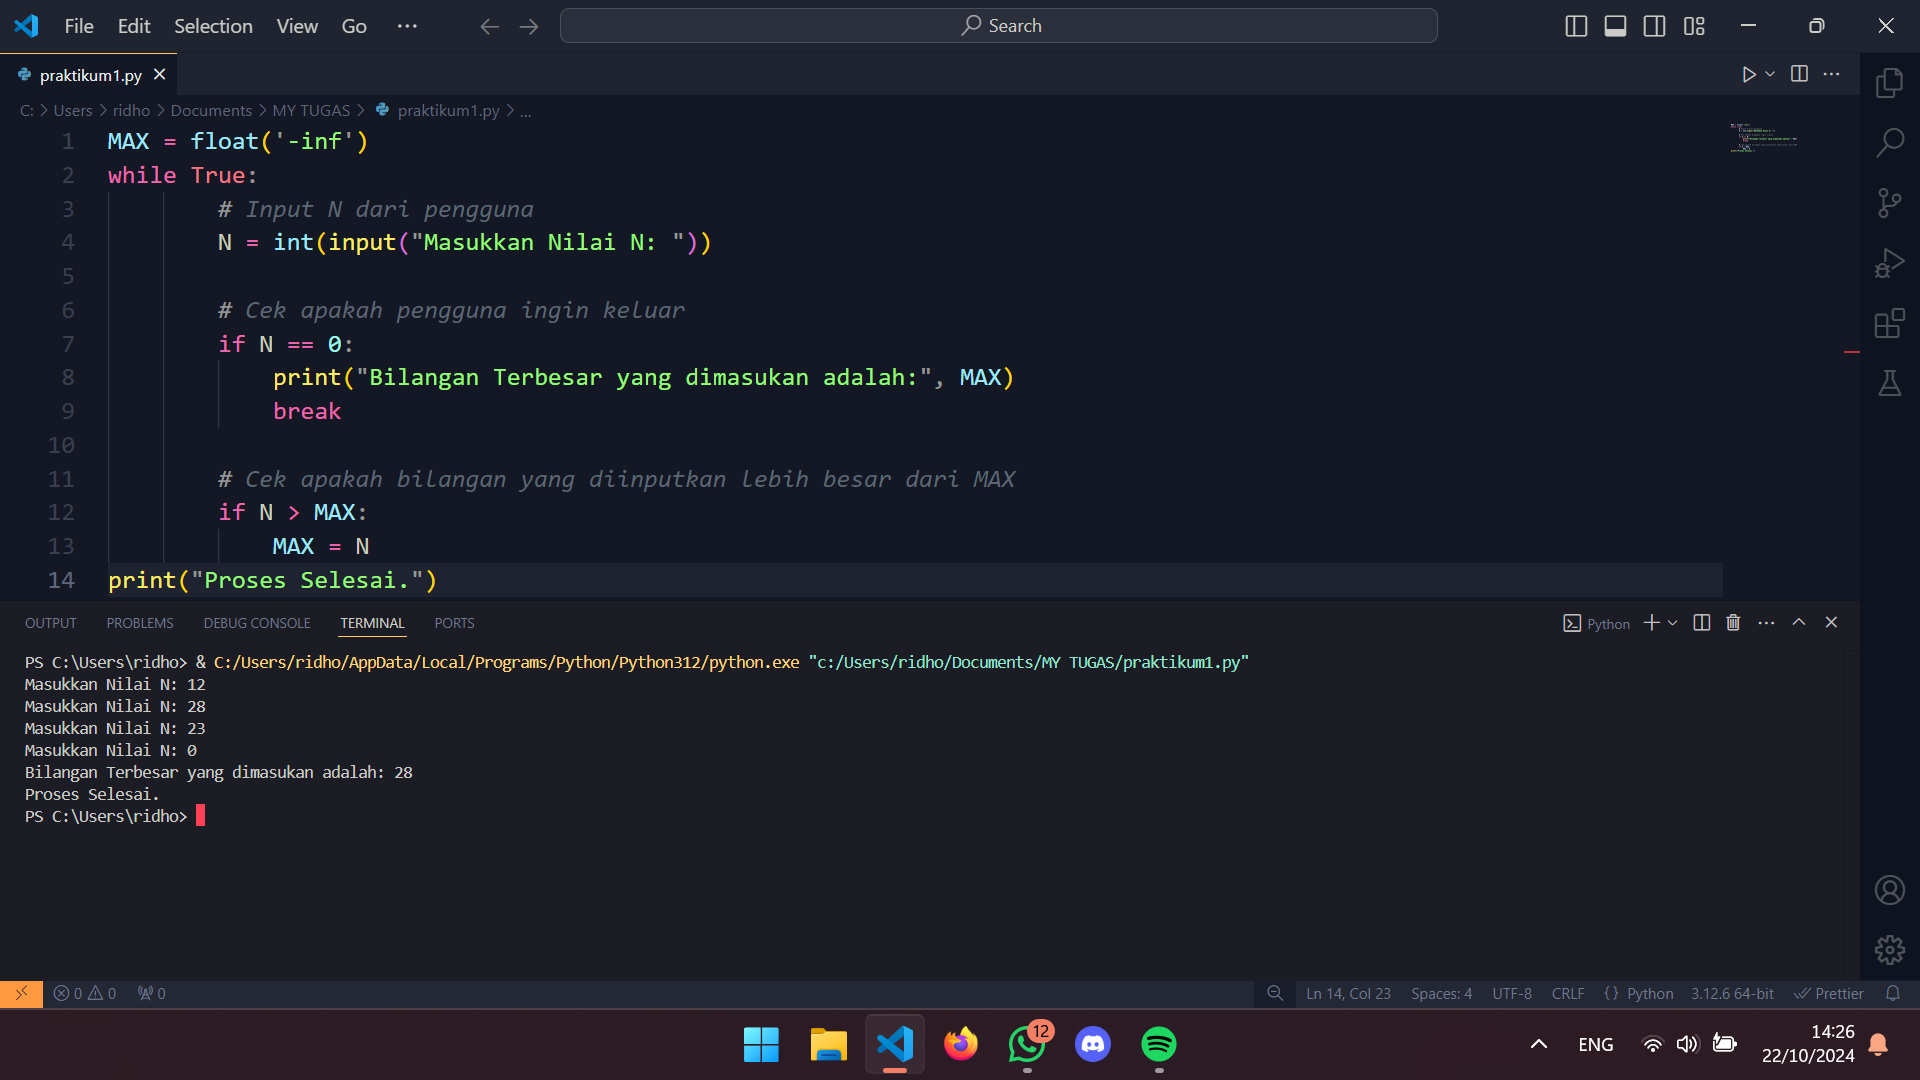 File Edit Selection View Go ··· Search
praktikum1.py
C: > Users > ridho > Documents > MY TUGAS > praktikum1.py > ...
1 MAX = float('-inf')
2 while True:
3 # Input N dari pengguna
4 N = int(input("Masukkan Nilai N: "))
5
6 # Cek apakah pengguna ingin keluar
7 if N == 0:
8 print("Bilangan Terbesar yang dimasukan adalah:", MAX)
9 break
10
11 # Cek apakah bilangan yang diinputkan lebih besar dari MAX
12 if N > MAX:
13 MAX = N
14 print("Proses Selesai.")
OUTPUT PROBLEMS DEBUG CONSOLE TERMINAL PORTS Python
PS C:\Users\ridho> & C:/Users/ridho/AppData/Local/Programs/Python/Python312/python.exe "c:/Users/ridho/Documents/MY TUGAS/praktikum1.py"
Masukkan Nilai N: 12
Masukkan Nilai N: 28
Masukkan Nilai N: 23
Masukkan Nilai N: 0
Bilangan Terbesar yang dimasukan adalah: 28
Proses Selesai.
PS C:\Users\ridho>
0 0 0 Ln 14, Col 23 Spaces: 4 UTF-8 CRLF {} Python 3.12.6 64-bit Prettier
12 ENG 14:26
22/10/2024